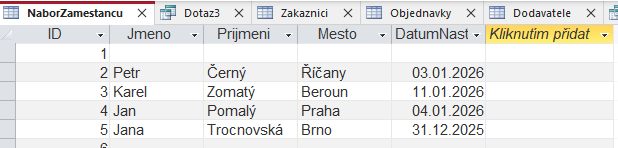 NaborZamestancu Dotaz3 Zakaznici Objednavky Dodavatele
ID Jmeno Prijmeni Mesto DatumNast Kliknutím přidat
1
2 Petr Černý Říčany 03.01.2026
3 Karel Zomatý Beroun 11.01.2026
4 Jan Pomalý Praha 04.01.2026
5 Jana Trocnovská Brno 31.12.2025
6